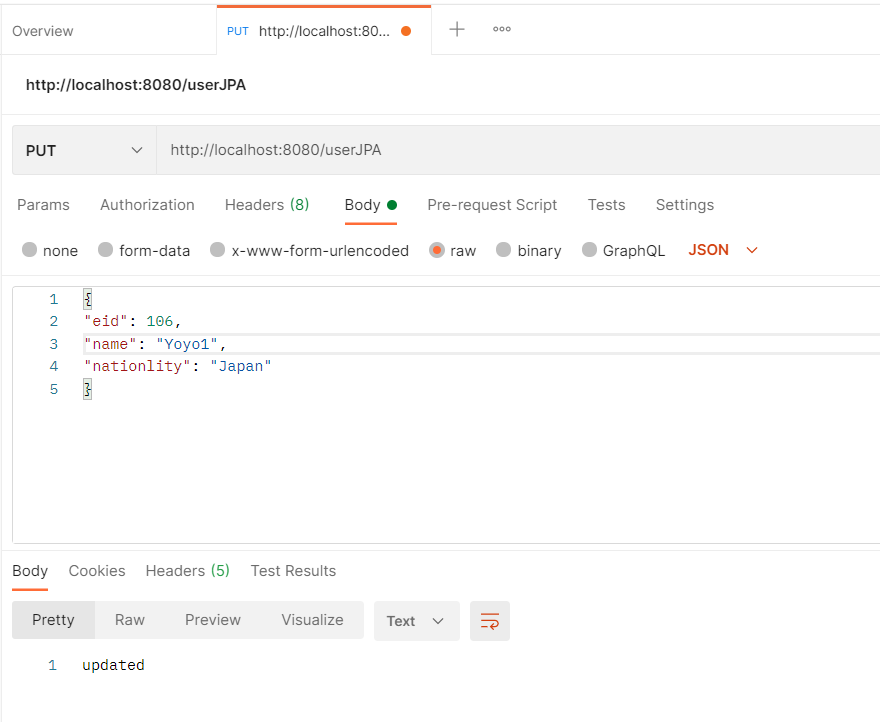 Overview PUT http://localhost:80... + ooo
http://localhost:8080/userJPA
PUT http://localhost:8080/userJPA
Params Authorization Headers (8) Body Pre-request Script Tests Settings
none form-data x-www-form-urlencoded raw binary GraphQL JSON
1 {
2 "eid": 106,
3 "name": "Yoyo1",
4 "nationlity": "Japan"
5 }
Body Cookies Headers (5) Test Results
Pretty Raw Preview Visualize Text
1 updated